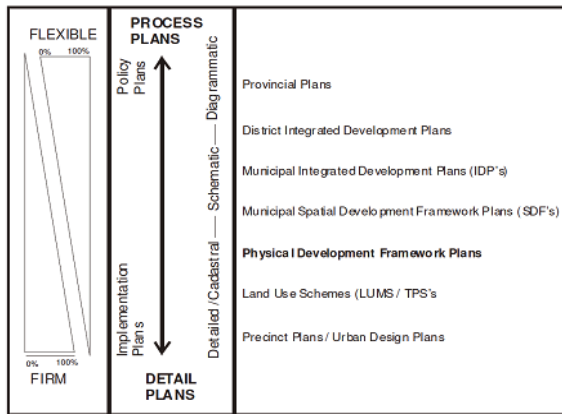 FLEXIBLE
0% 100%
0% 100%
FIRM
PROCESS
PLANS
Policy
Plans
Implementation
Plans
Detailed /Cadastral —— Schematic —— Diagrammatic
DETAIL
PLANS
Provincial Plans
District Integrated Development Plans
Municipal Integrated Development Plans (IDP's)
Municipal Spatial Development Framework Plans (SDF's)
Physical Development Framework Plans
Land Use Schemes (LUMS / TPS's
Precinct Plans / Urban Design Plans